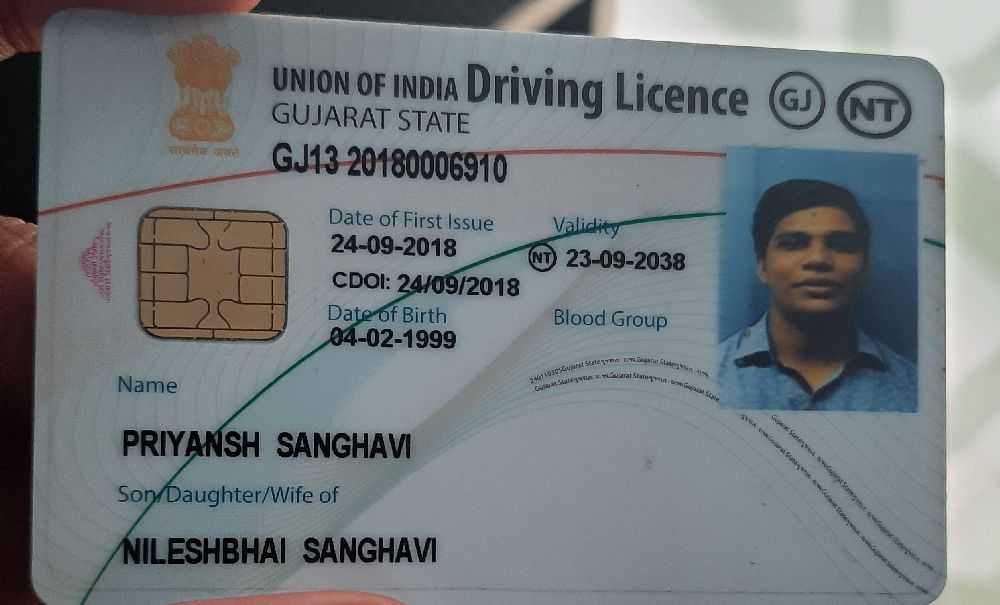 UNION OF INDIA Driving Licence GJ NT
GUJARAT STATE
सत्यमेव जयते
GJ13 20180006910
Date of First Issue
24-09-2018
Validity
NT 23-09-2038
CDOI: 24/09/2018
Date of Birth
04-02-1999
Blood Group
Name
PRIYANSH SANGHAVI
Son/Daughter/Wife of
NILESHBHAI SANGHAVI